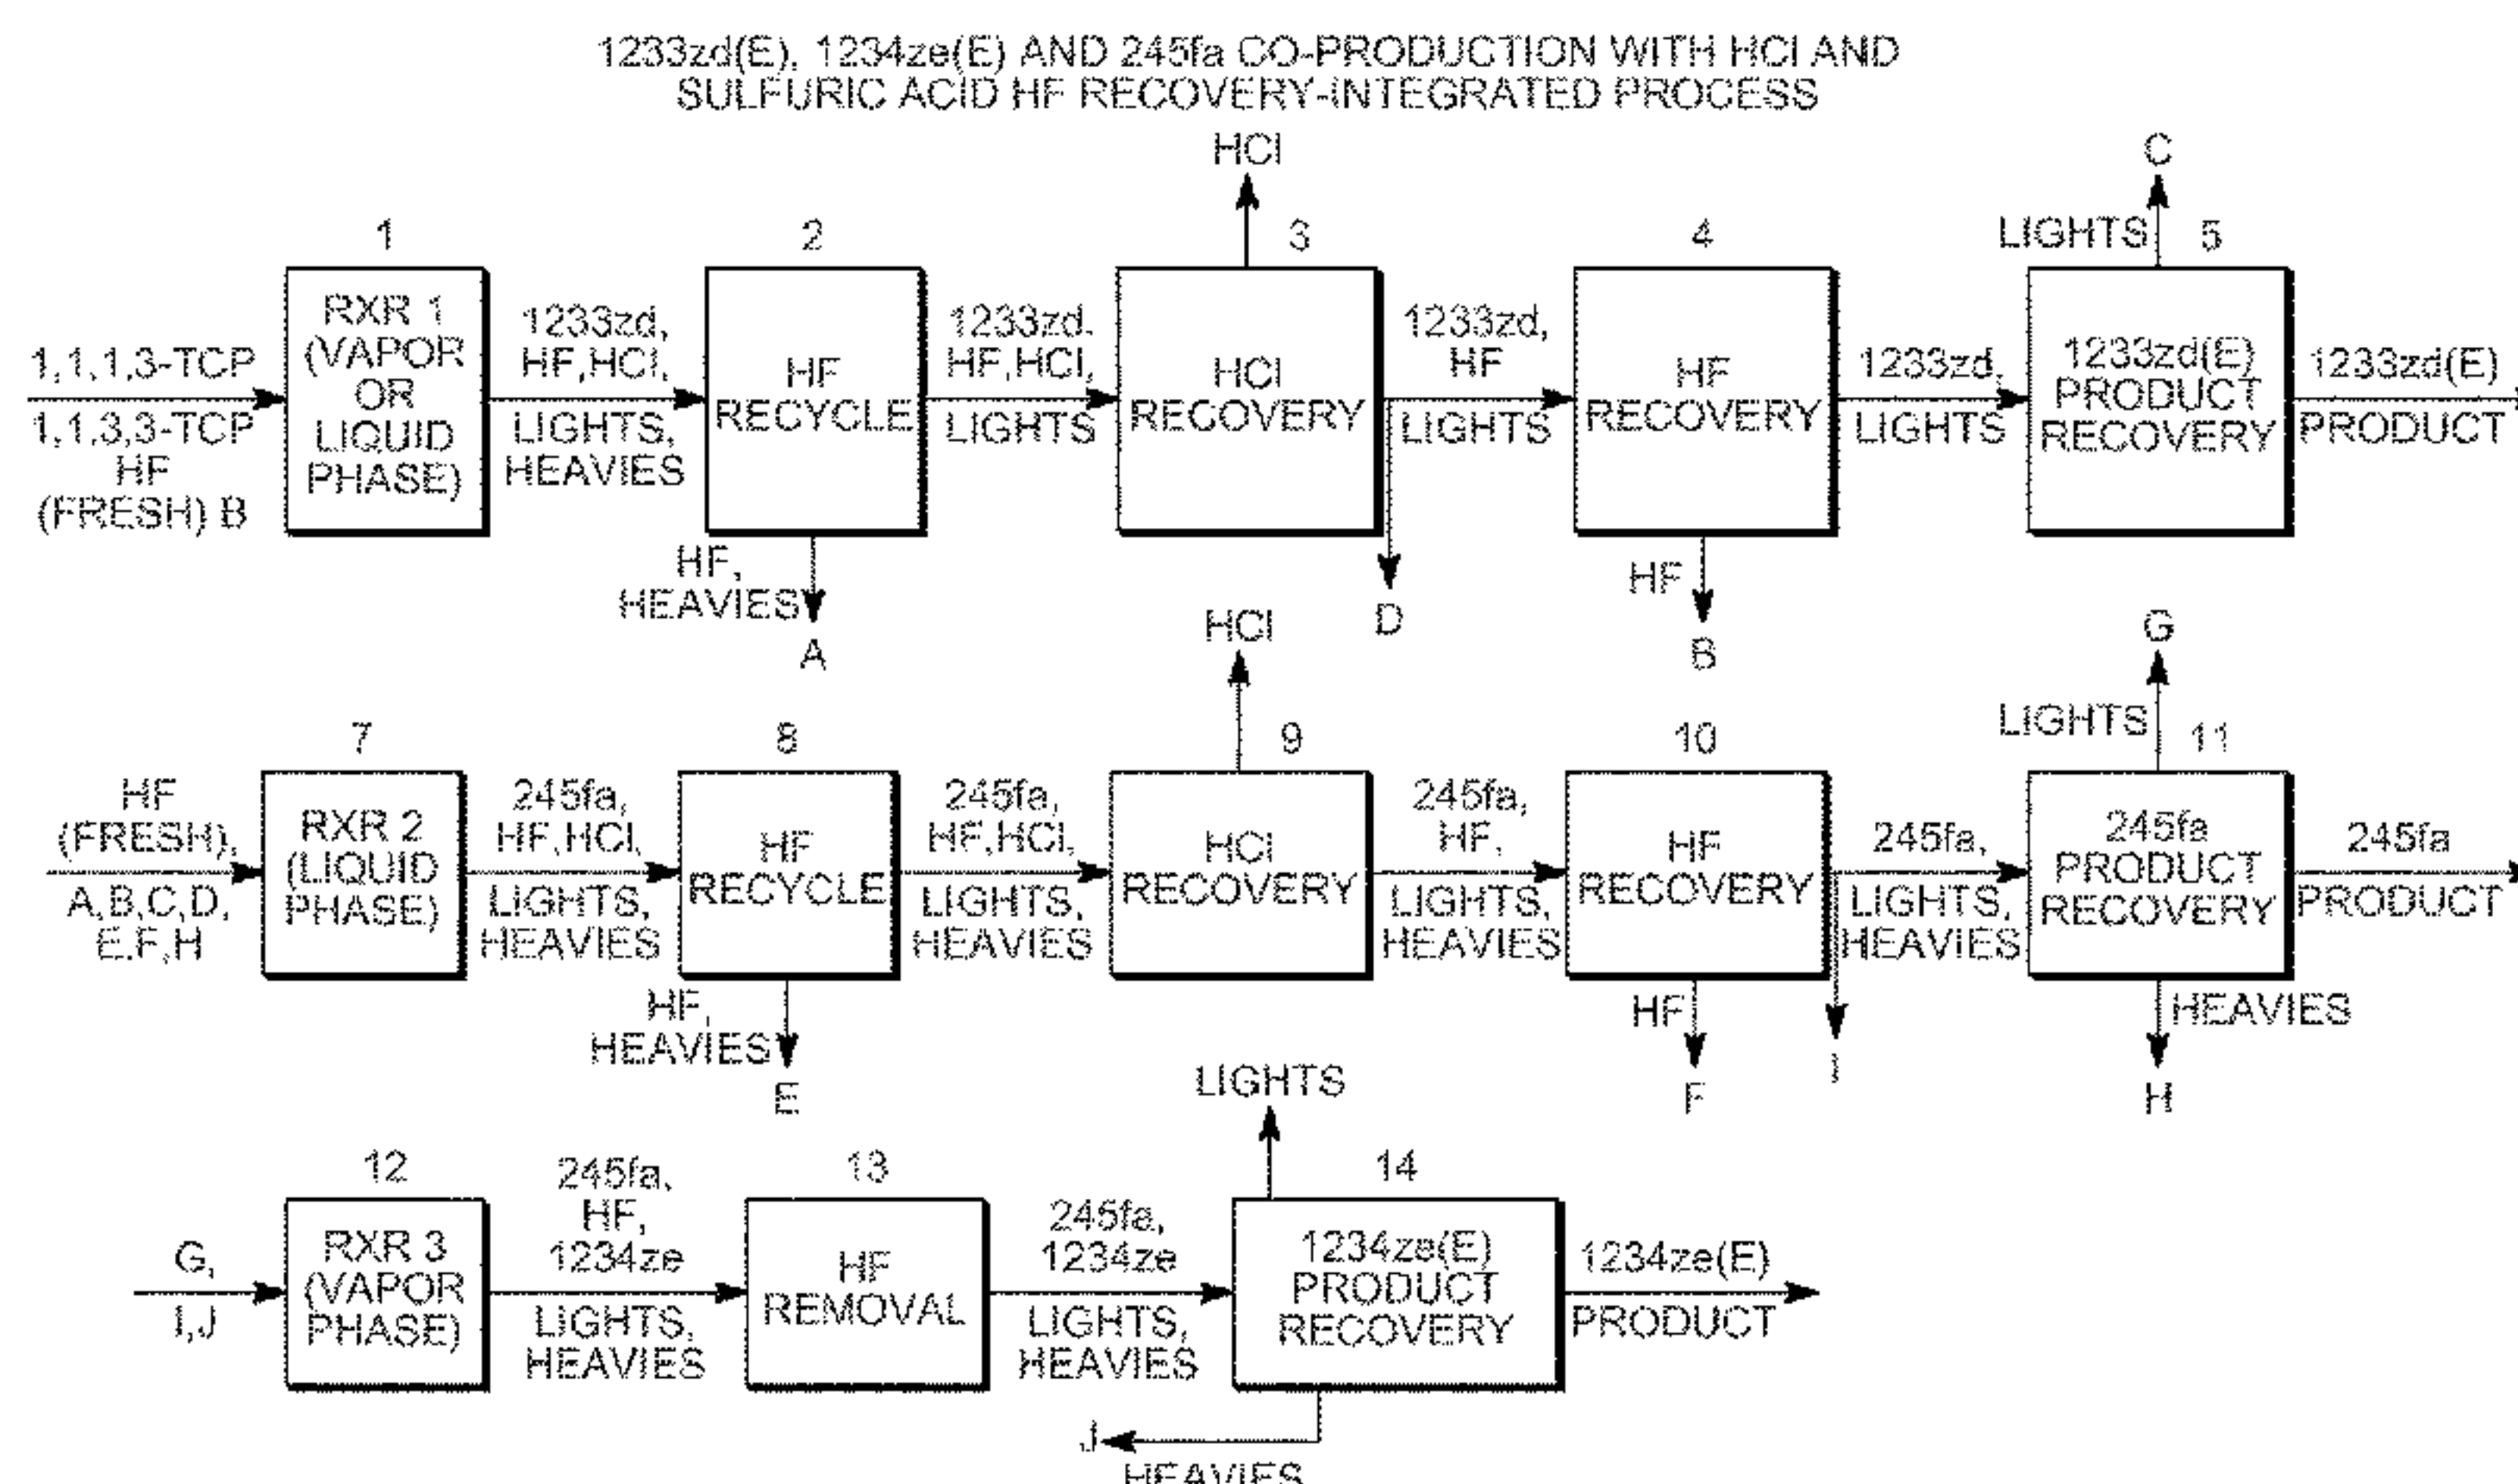 1233zd(E), 1234ze(E) AND 245fa CO-PRODUCTION WITH HCl AND
SULFURIC ACID HF RECOVERY-INTEGRATED PROCESS
1,1,1,3-TCP
1,1,3,3-TCP
HF
(FRESH) B
1
RXR 1
(VAPOR
OR
LIQUID
PHASE)
1233zd,
HF,HCl,
LIGHTS,
HEAVIES
2
HF
RECYCLE
HF,
HEAVIES
A
1233zd,
HF,HCl,
LIGHTS
HCl
3
HCl
RECOVERY
D
1233zd,
HF
LIGHTS
4
HF
RECOVERY
HF
B
1233zd,
LIGHTS
C
LIGHTS
5
1233zd(E)
PRODUCT
RECOVERY
1233zd(E)
PRODUCT
HF
(FRESH),
A,B,C,D,
E.F,H
7
RXR 2
(LIQUID
PHASE)
245fa,
HF,HCl,
LIGHTS,
HEAVIES
8
HF
RECYCLE
HF,
HEAVIES
E
245fa,
HF,HCl,
LIGHTS,
HEAVIES
HCl
9
HCl
RECOVERY
245fa,
HF,
LIGHTS,
HEAVIES
10
HF
RECOVERY
HF
F
I
245fa,
LIGHTS,
HEAVIES
G
LIGHTS
11
245fa
PRODUCT
RECOVERY
HEAVIES
H
245fa
PRODUCT
G,
I,J
12
RXR 3
(VAPOR
PHASE)
245fa,
HF,
1234ze
LIGHTS,
HEAVIES
13
HF
REMOVAL
245fa,
1234ze
LIGHTS,
HEAVIES
LIGHTS
14
1234ze(E)
PRODUCT
RECOVERY
J
HEAVIES
1234ze(E)
PRODUCT